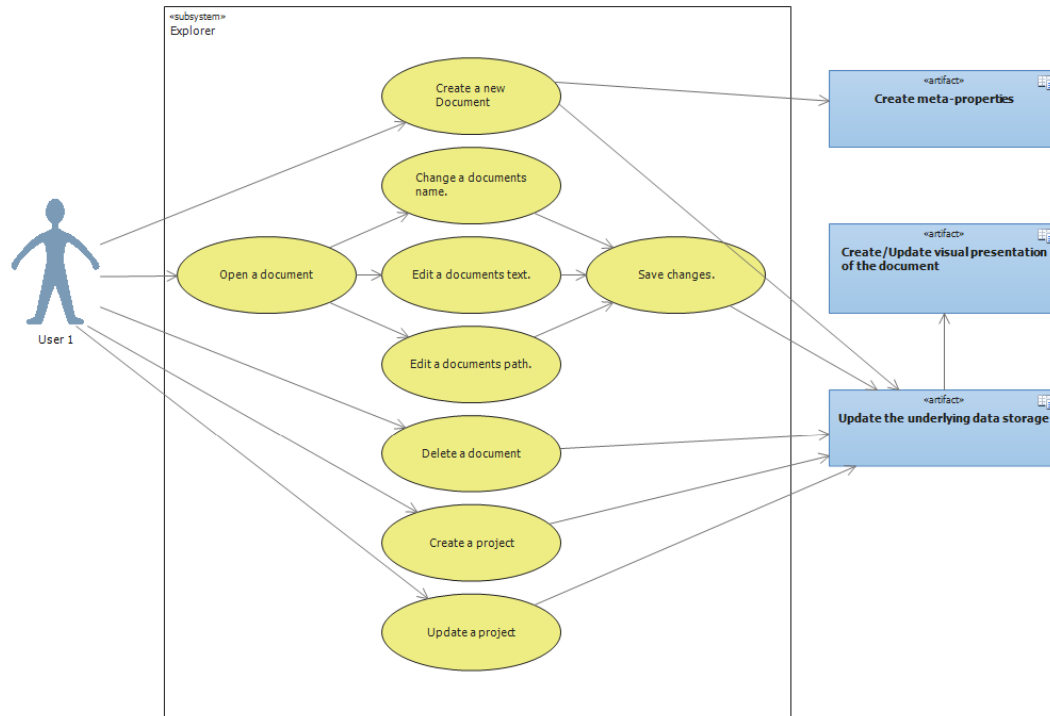 «subsystem»
Explorer
Create a new
Document
Change a documents
name.
Open a document
Edit a documents text.
Save changes.
Edit a documents path.
Delete a document
Create a project
Update a project
User 1
«artifact»
Create meta-properties
«artifact»
Create/Update visual presentation
of the document
«artifact»
Update the underlying data storage